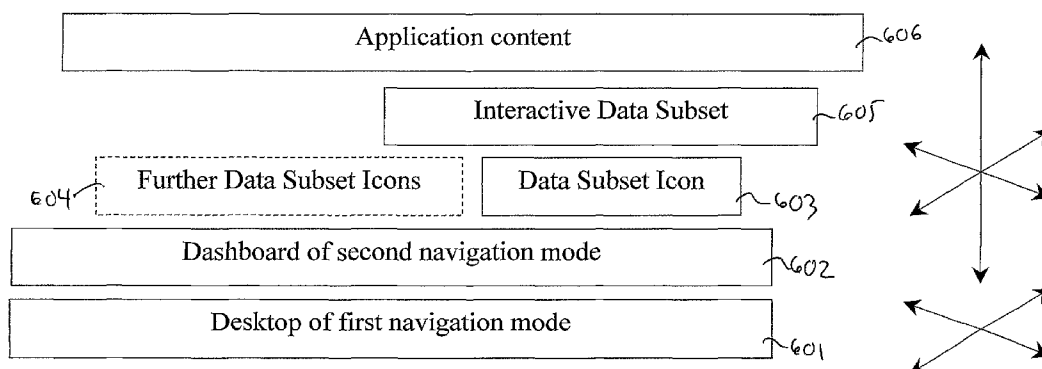 Application content 606
Interactive Data Subset 605
604 Further Data Subset Icons Data Subset Icon 603
Dashboard of second navigation mode 602
Desktop of first navigation mode 601